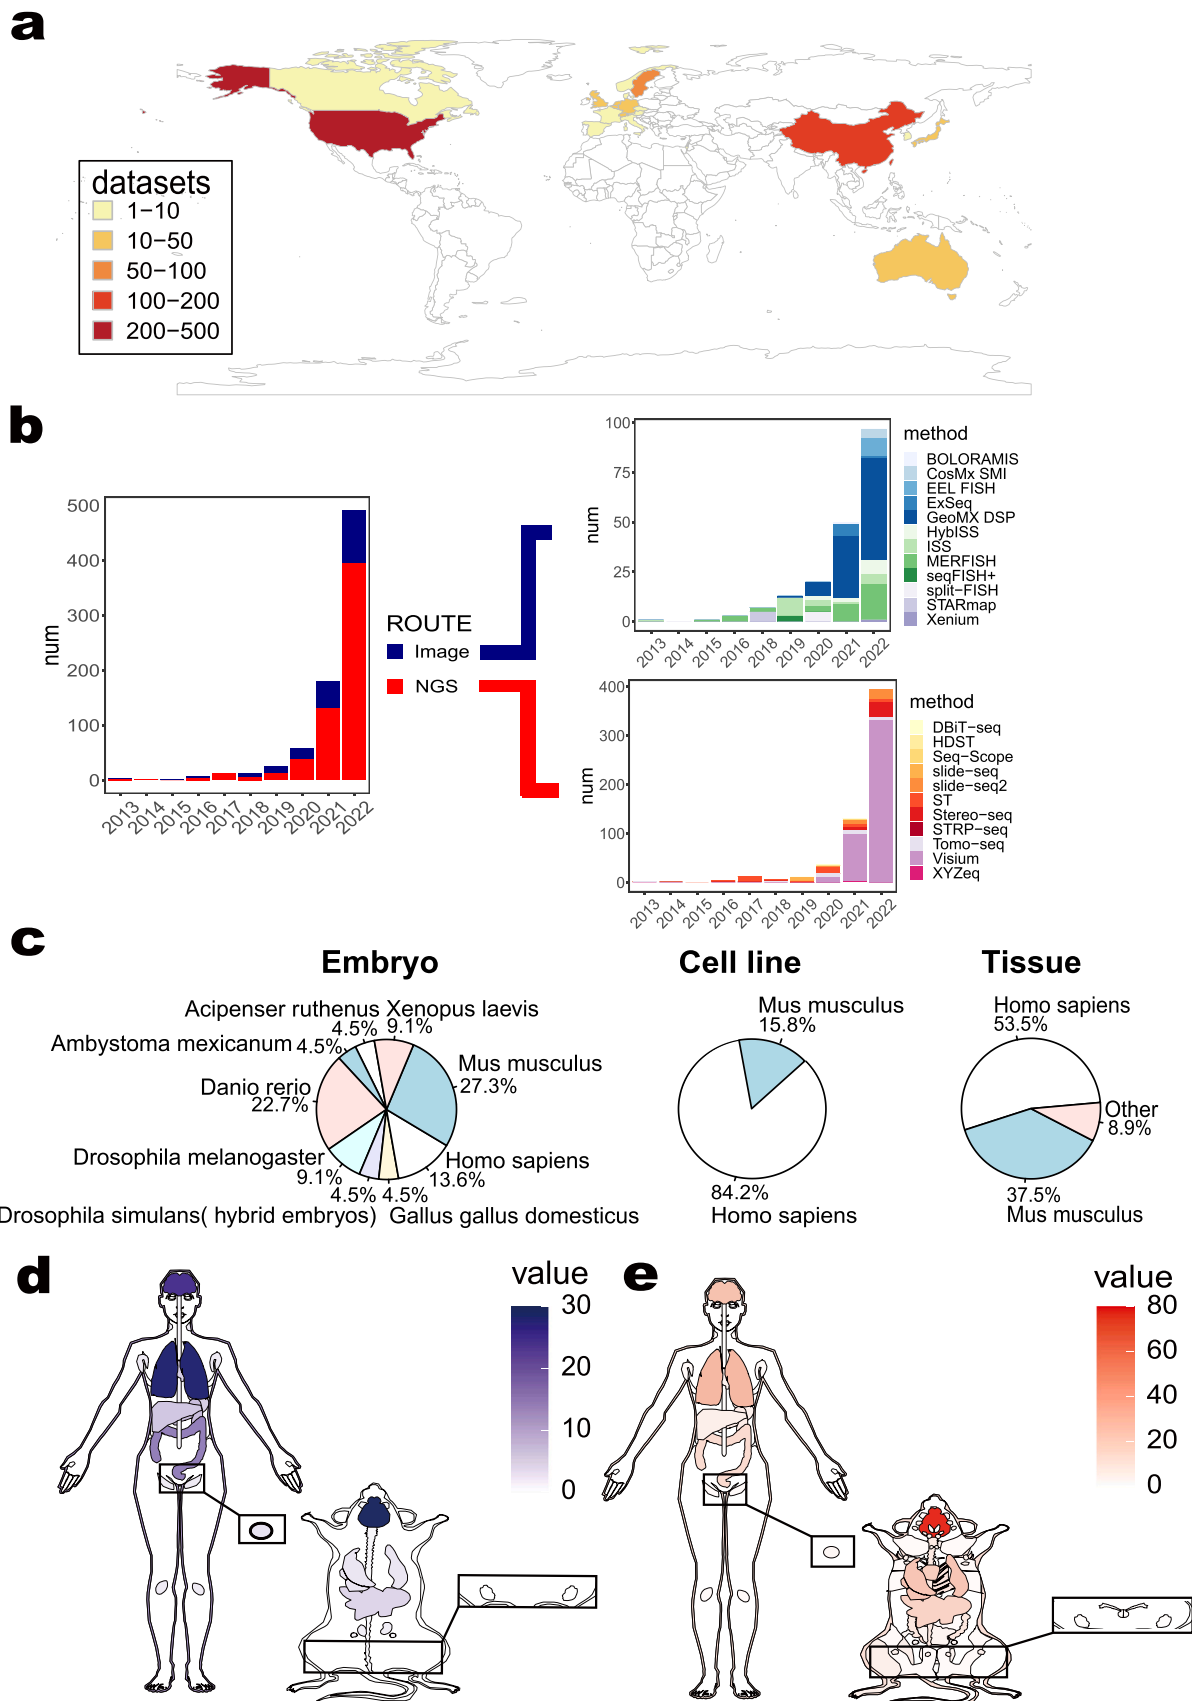 a
datasets
1−10
10−50
50−100
100−200
200−500
b
500
400
300
200
100
0
num
2013
2014
2015
2016
2017
2018
2019
2020
2021
2022
ROUTE
Image
NGS
100
75
50
25
0
num
2013
2014
2015
2016
2018
2019
2020
2021
2022
method
BOLORAMIS
CosMx SMI
EEL FISH
ExSeq
GeoMX DSP
HybISS
ISS
MERFISH
seqFISH+
split−FISH
STARmap
Xenium
400
300
200
100
0
num
2013
2014
2015
2016
2017
2018
2019
2020
2021
2022
method
DBiT−seq
HDST
Seq−Scope
slide−seq
slide−seq2
ST
Stereo−seq
STRP−seq
Tomo−seq
Visium
XYZeq
c
Embryo
Acipenser ruthenus
4.5%
Xenopus laevis
9.1%
Ambystoma mexicanum
4.5%
Mus musculus
27.3%
Danio rerio
22.7%
Drosophila melanogaster
9.1%
Homo sapiens
13.6%
4.5%
Drosophila simulans( hybrid embryos)
4.5%
Gallus gallus domesticus
Cell line
Mus musculus
15.8%
84.2%
Homo sapiens
Tissue
Homo sapiens
53.5%
Other
8.9%
37.5%
Mus musculus
d
value
30
20
10
0
e
value
80
60
40
20
0